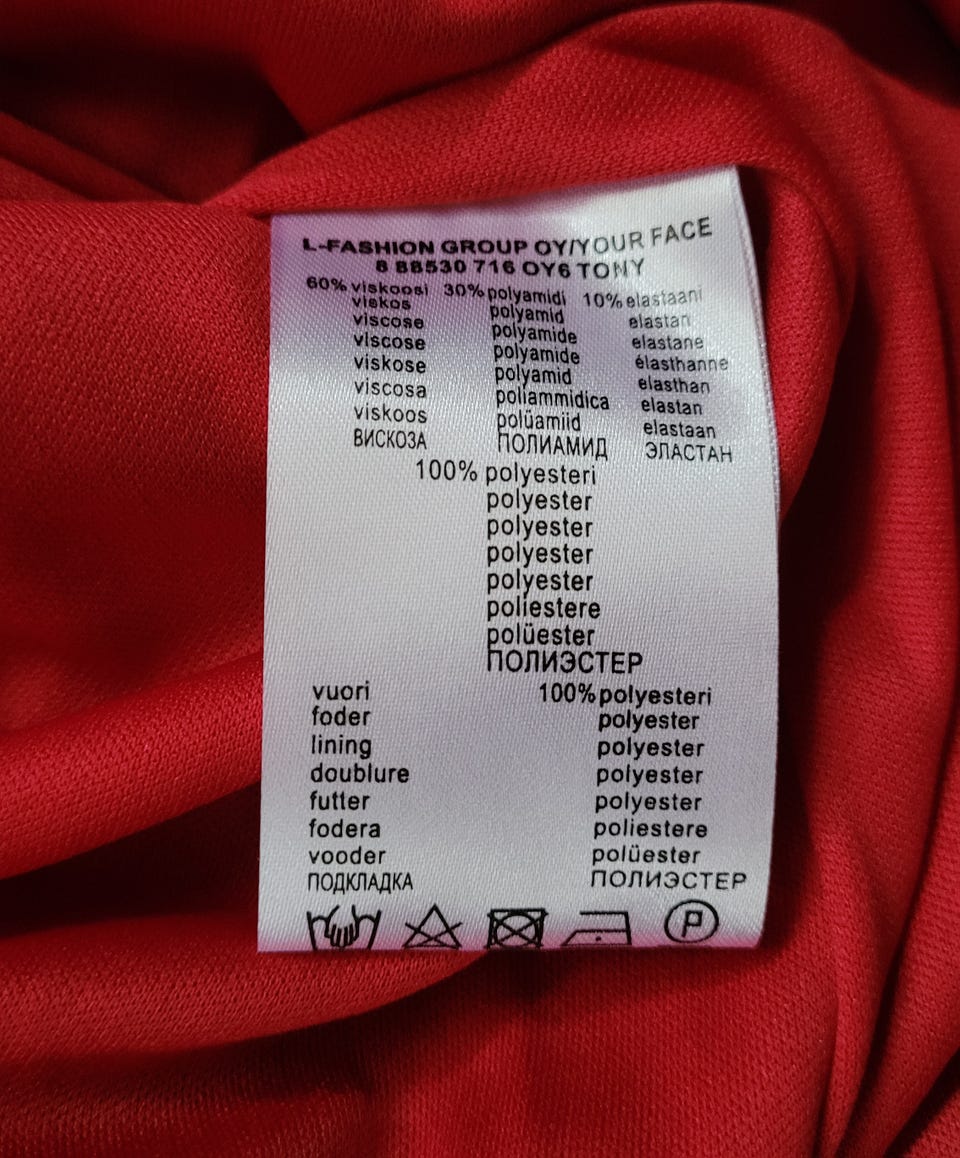 L-FASHION GROUP OY/YOUR FACE
8 88530 716 OY6 TONY
60% viskoosi 30% polyamidi 10% elastaani
viskos polyamid elastan
viscose polyamide elastane
viscose polyamide élasthanne
viskose polyamid elasthan
viscosa poliammidica elastan
viskoos polüamiid elastaan
ВИСКОЗА ПОЛИАМИД ЭЛАСТАН
100% polyesteri
polyester
polyester
polyester
polyester
poliestere
polüester
ПОЛИЭСТЕР
vuori 100% polyesteri
foder polyester
lining polyester
doublure polyester
futter polyester
fodera poliestere
vooder polüester
ПОДКЛАДКА ПОЛИЭСТЕР
P